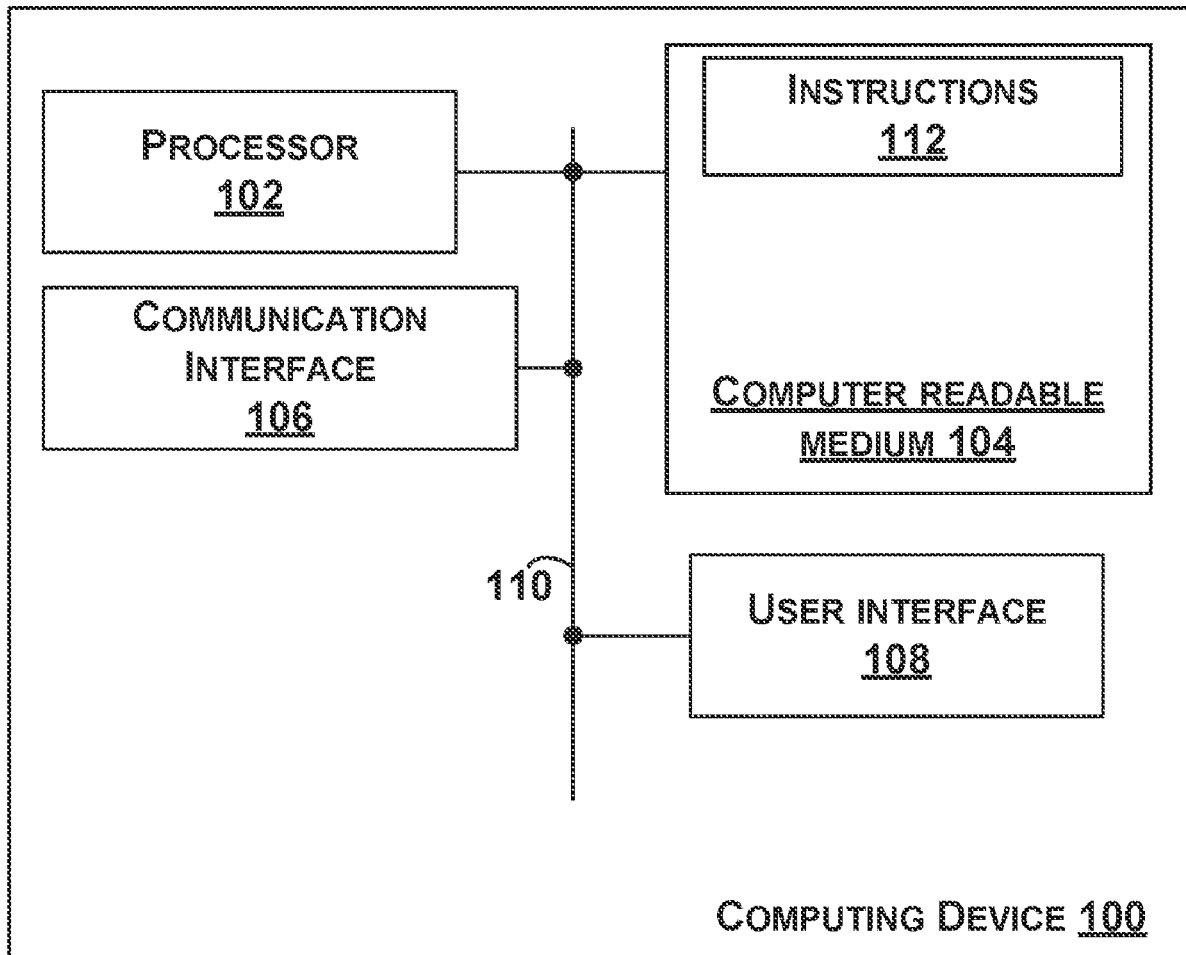 PROCESSOR
102
INSTRUCTIONS
112
COMMUNICATION
INTERFACE
106
COMPUTER READABLE
MEDIUM 104
110
USER INTERFACE
108
COMPUTING DEVICE 100